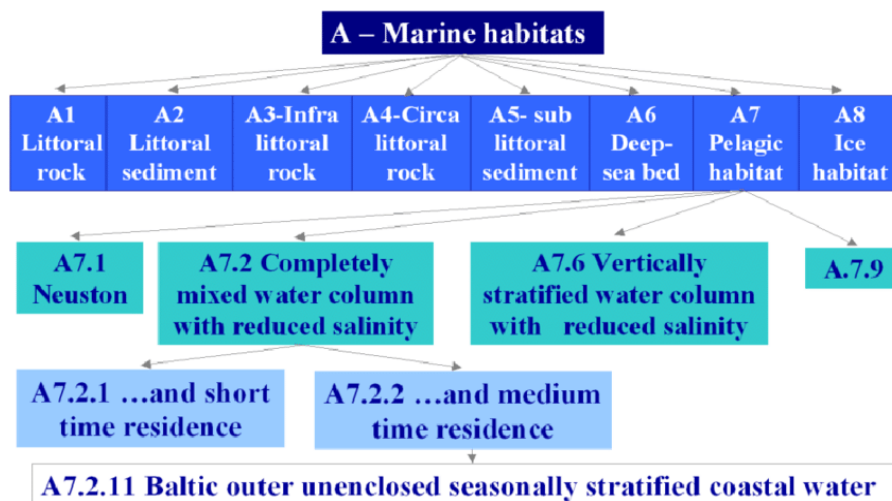 A – Marine habitats
A1
Littoral
rock
A2
Littoral
sediment
A3-Infra
littoral
rock
A4-Circa
littoral
rock
A5- sub
littoral
sediment
A6
Deep-
sea bed
A7
Pelagic
habitat
A8
Ice
habitat
A7.1
Neuston
A7.2 Completely
mixed water column
with reduced salinity
A7.6 Vertically
stratified water column
with reduced salinity
A.7.9
A7.2.1 …and short
time residence
A7.2.2 …and medium
time residence
A7.2.11 Baltic outer unenclosed seasonally stratified coastal water